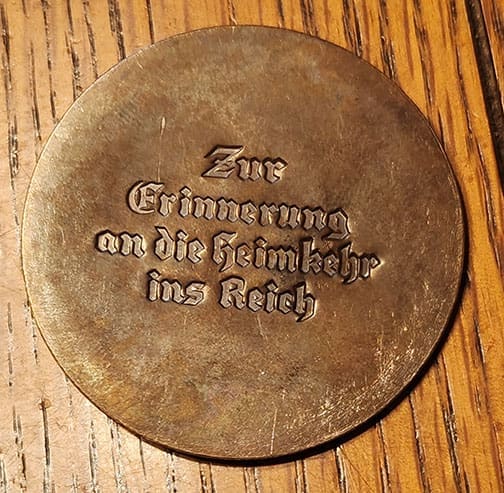 Zur
Erinnerung
an die Heimkehr
ins Reich